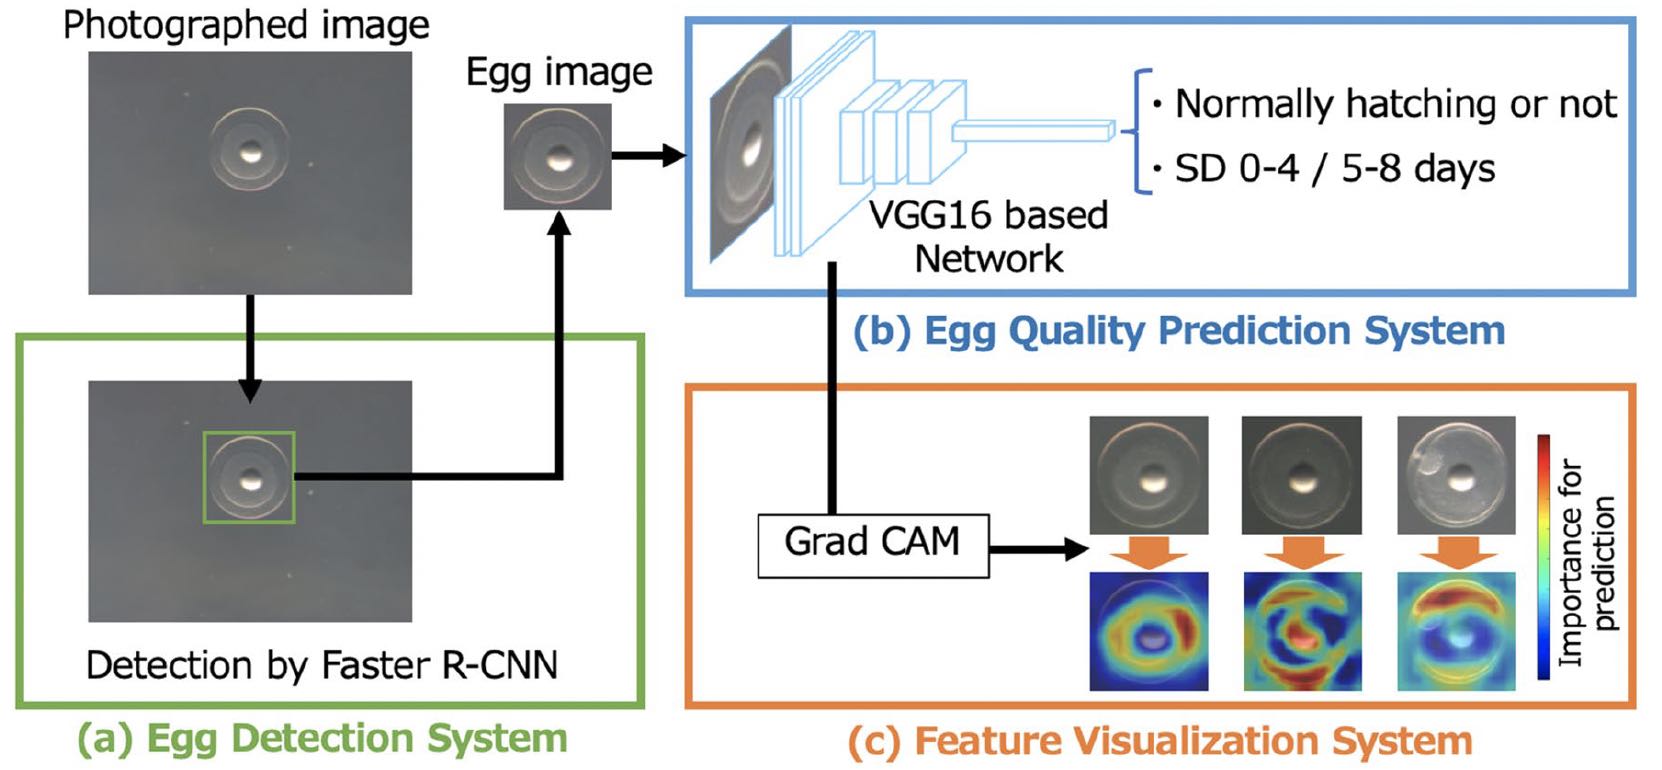 Photographed image
Egg image
Detection by Faster R-CNN
(a) Egg Detection System
VGG16 based
Network
・Normally hatching or not
・SD 0-4 / 5-8 days
(b) Egg Quality Prediction System
Grad CAM
Importance for
prediction
(c) Feature Visualization System